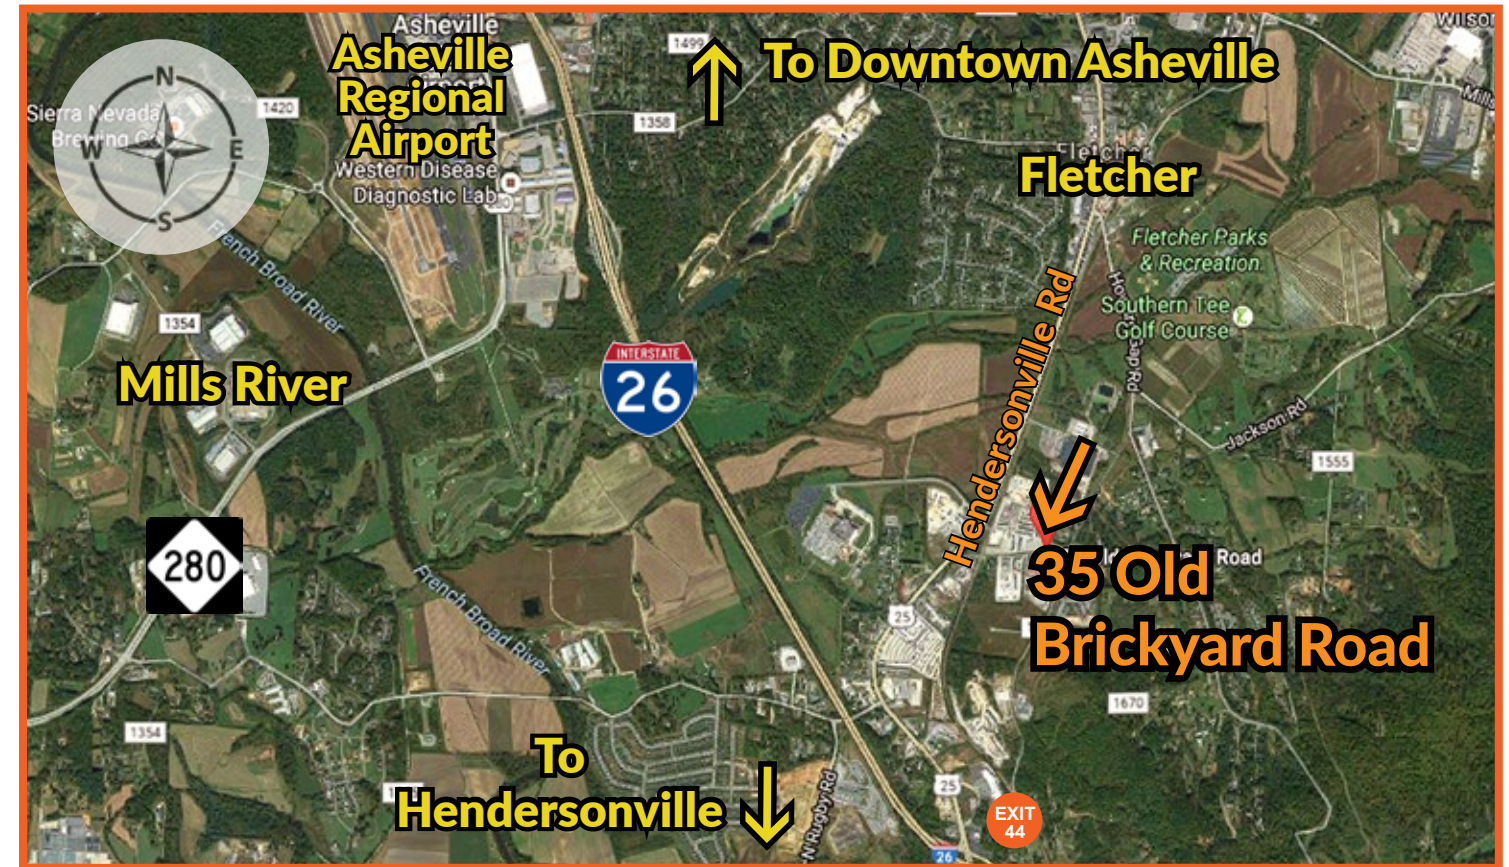 Asheville
Asheville
Regional
Airport
1499
To Downtown Asheville
N
W
E
S
Sierra Nevada
Brewing
1420
1358
Mills
Western Disease
Diagnostic Lab
Fletcher
Fletcher
Fletcher Parks
& Recreation
Southern Tee
Golf Course
French Broad River
1354
Mills River
INTERSTATE
26
Hendersonville Rd
Jackson Rd
1555
280
35 Old
Brickyard Road
Road
25
French Broad River
1670
1354
To
Hendersonville
N Rugby Rd
25
EXIT
44
26